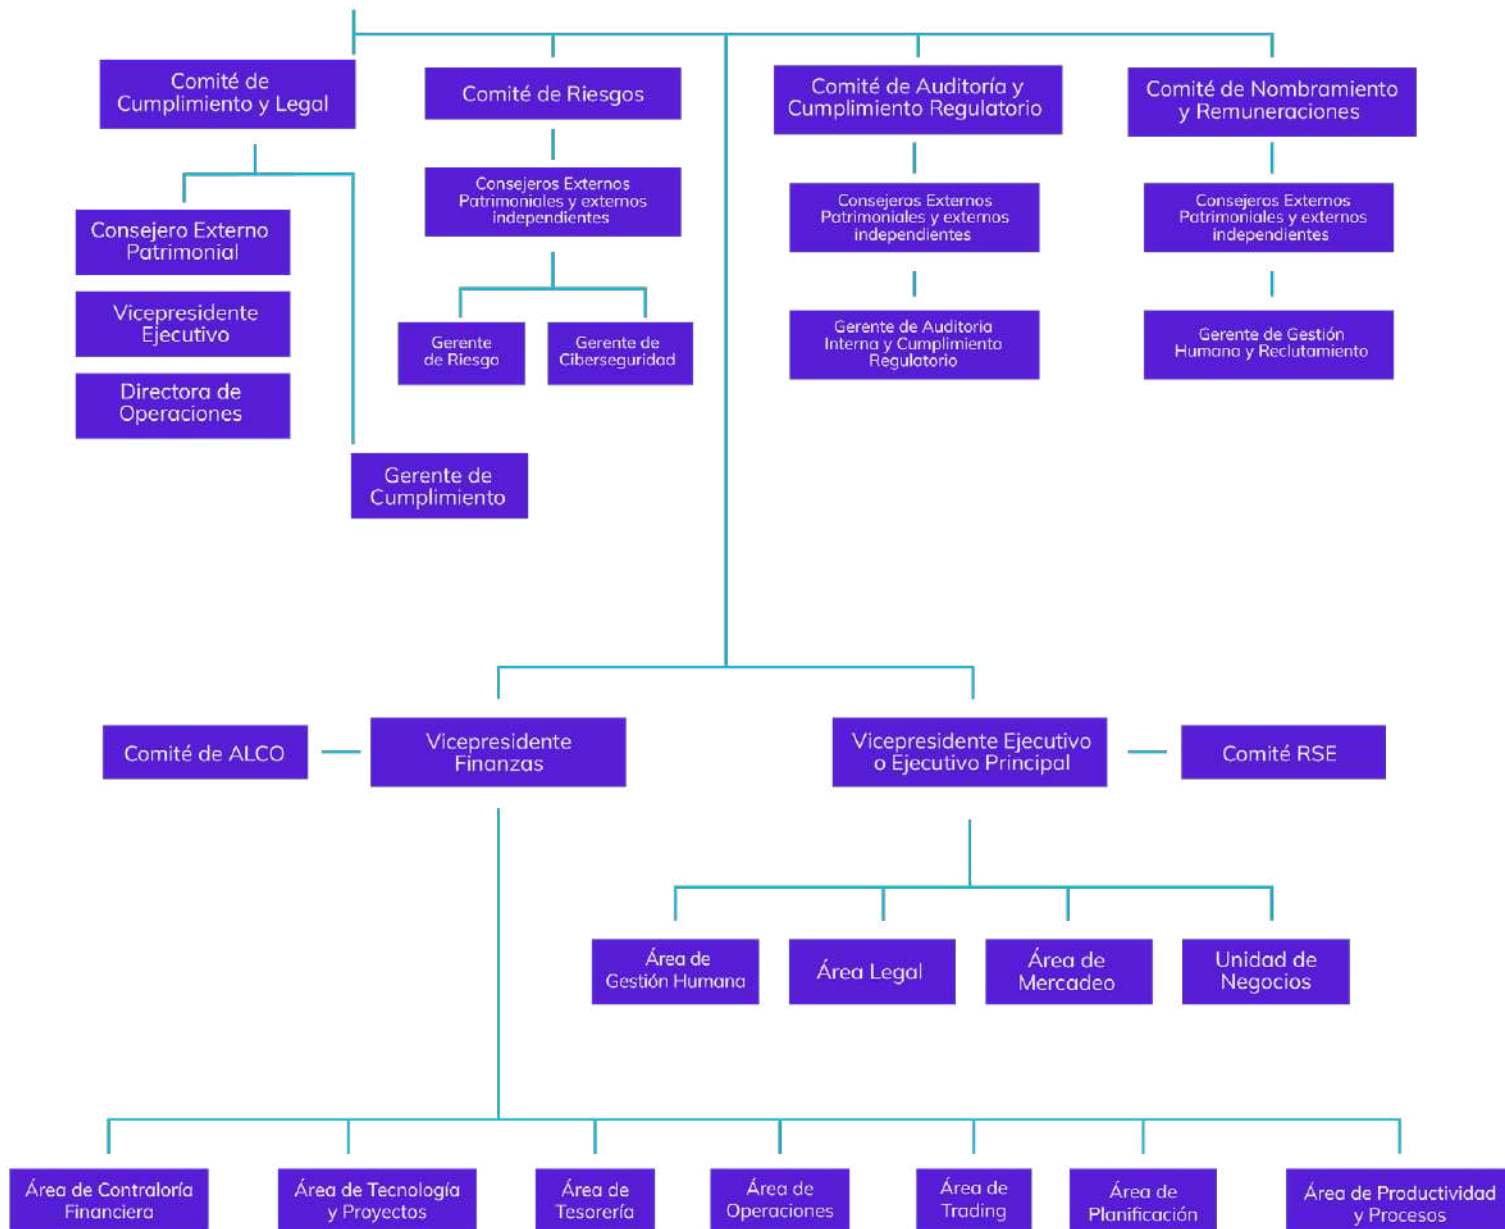 Comité de
Cumplimiento y Legal
Comité de Riesgos
Comité de Auditoría y
Cumplimiento Regulatorio
Comité de Nombramiento
y Remuneraciones
Consejeros Externos
Patrimoniales y externos
independientes
Consejeros Externos
Patrimoniales y externos
independientes
Consejeros Externos
Patrimoniales y externos
independientes
Consejero Externo
Patrimonial
Vicepresidente
Ejecutivo
Directora de
Operaciones
Gerente
de Riesgo
Gerente de
Ciberseguridad
Gerente de Auditoria
Interna y Cumplimiento
Regulatorio
Gerente de Gestión
Humana y Reclutamiento
Gerente de
Cumplimiento
Comité de ALCO
Vicepresidente
Finanzas
Vicepresidente Ejecutivo
o Ejecutivo Principal
Comité RSE
Área de
Gestión Humana
Área Legal
Área de
Mercadeo
Unidad de
Negocios
Área de Contraloría
Financiera
Área de Tecnología
y Proyectos
Área de
Tesorería
Área de
Operaciones
Área de
Trading
Área de
Planificación
Área de Productividad
y Procesos